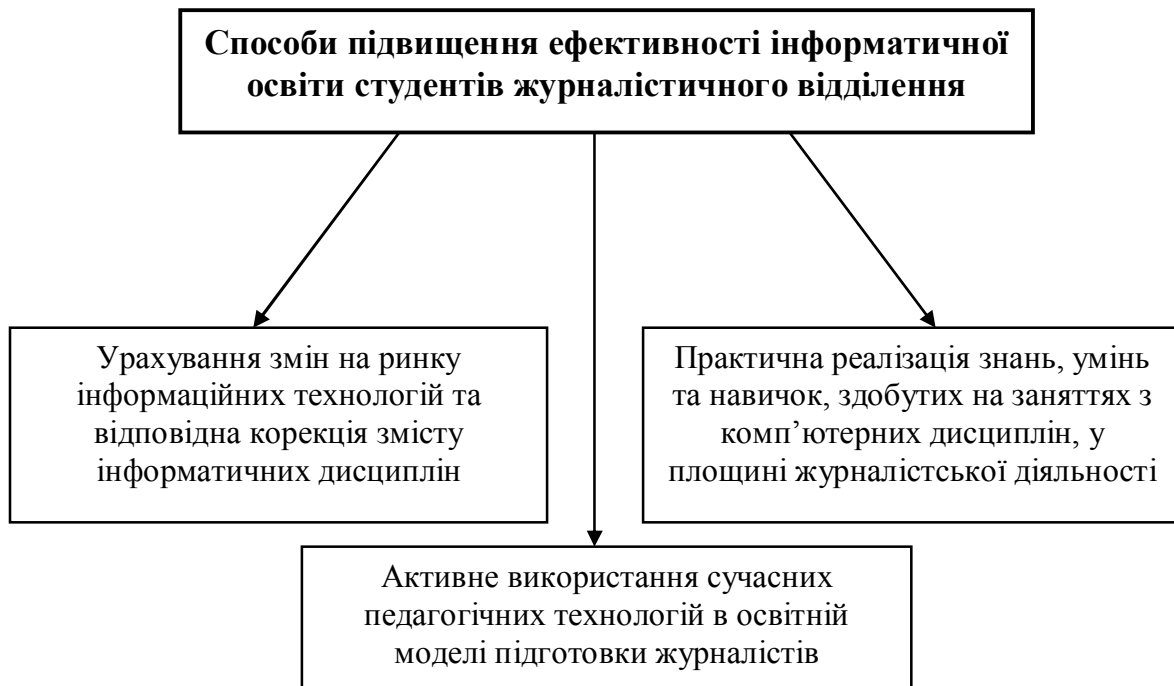 Способи підвищення ефективності інформатичної
освіти студентів журналістичного відділення
Урахування змін на ринку
інформаційних технологій та
відповідна корекція змісту
інформатичних дисциплін
Практична реалізація знань, умінь
та навичок, здобутих на заняттях з
комп’ютерних дисциплін, у
площині журналістської діяльності
Активне використання сучасних
педагогічних технологій в освітній
моделі підготовки журналістів